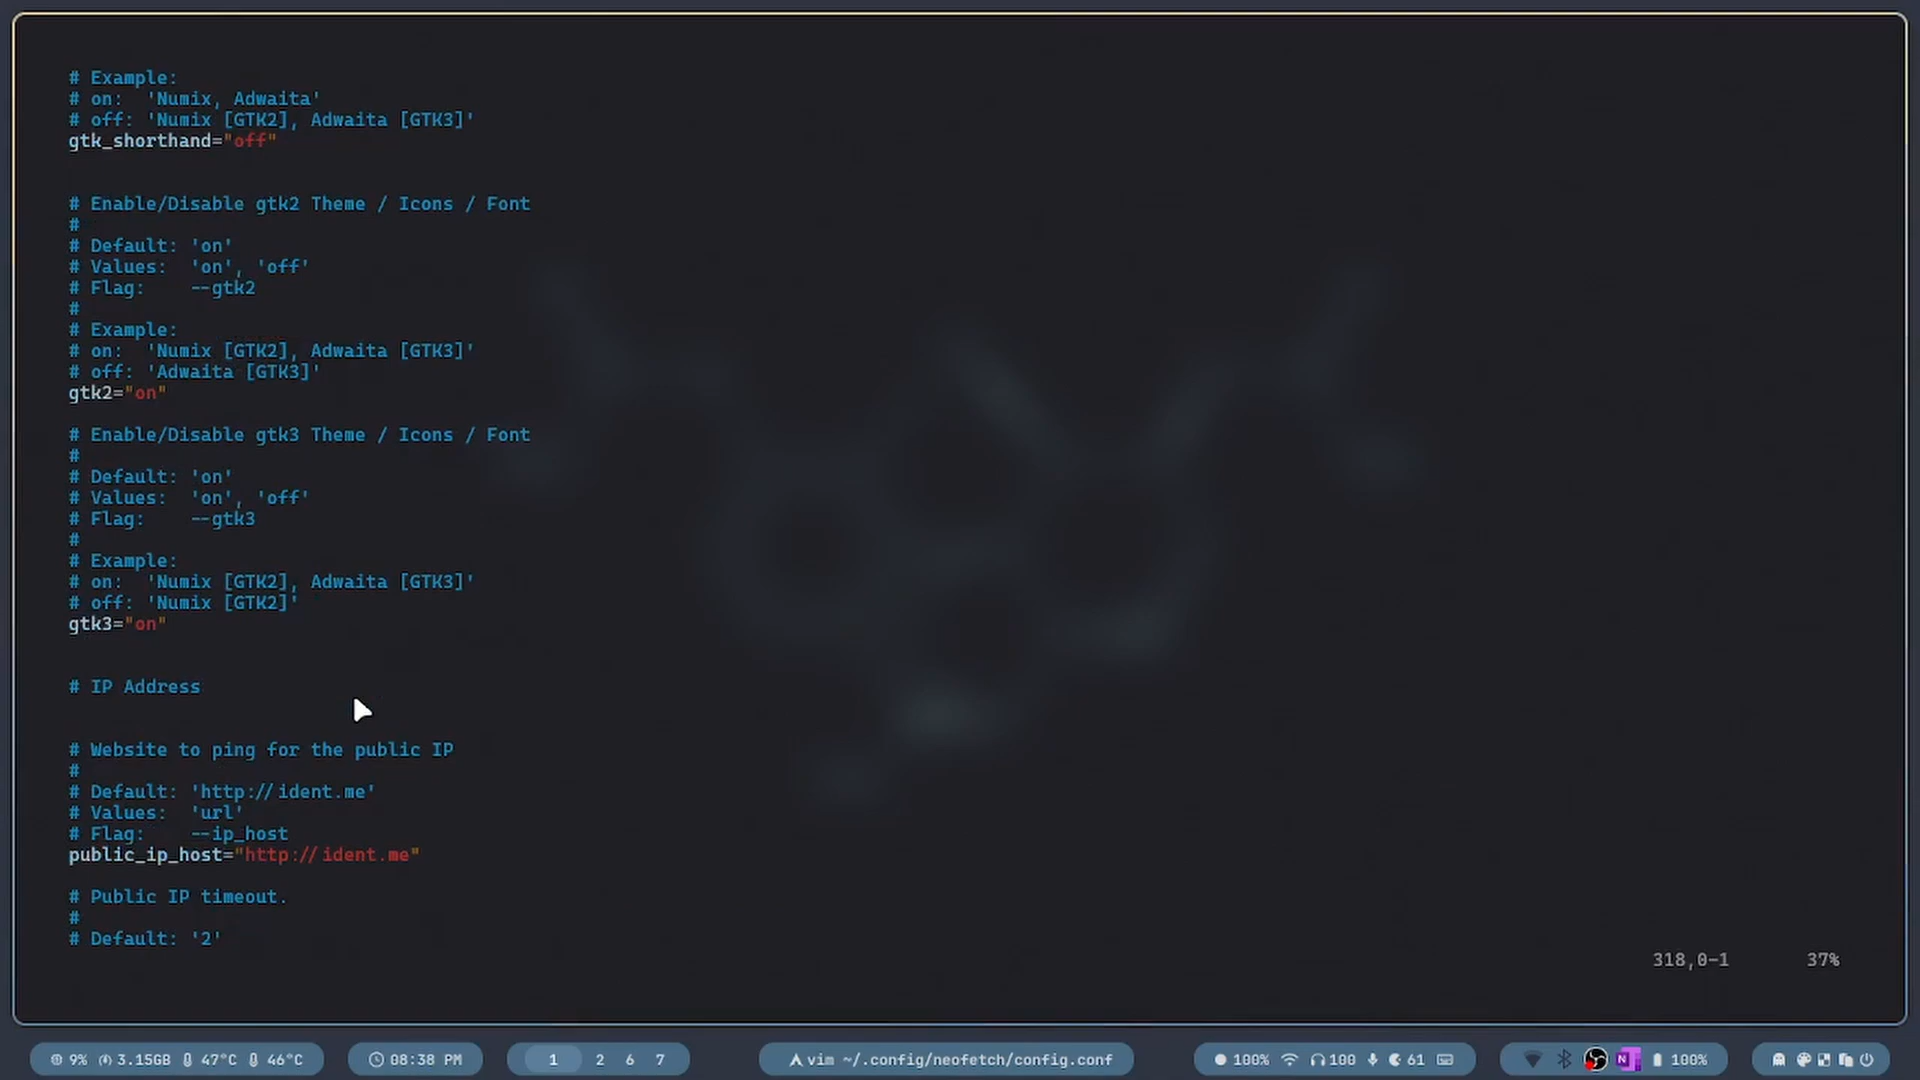 # Example:
# on:  'Numix, Adwaita'
# off: 'Numix [GTK2], Adwaita [GTK3]'
gtk_shorthand="off"
# Enable/Disable gtk2 Theme / Icons / Font
#
# Default: 'on'
# Values:  'on', 'off'
# Flag:    --gtk2
#
# Example:
# on:  'Numix [GTK2], Adwaita [GTK3]'
# off: 'Adwaita [GTK3]'
gtk2="on"
# Enable/Disable gtk3 Theme / Icons / Font
#
# Default: 'on'
# Values:  'on', 'off'
# Flag:    --gtk3
#
# Example:
# on:  'Numix [GTK2], Adwaita [GTK3]'
# off: 'Numix [GTK2]'
gtk3="on"
# IP Address
# Website to ping for the public IP
#
# Default: 'http://ident.me'
# Values:  'url'
# Flag:    --ip_host
public_ip_host="http://ident.me"
# Public IP timeout.
#
# Default: '2'
318,0-1 37%
9% 3.15GB 47°C 46°C 08:38 PM 1 2 6 7 vim ~/.config/neofetch/config.conf 100% 100 61 N 100%